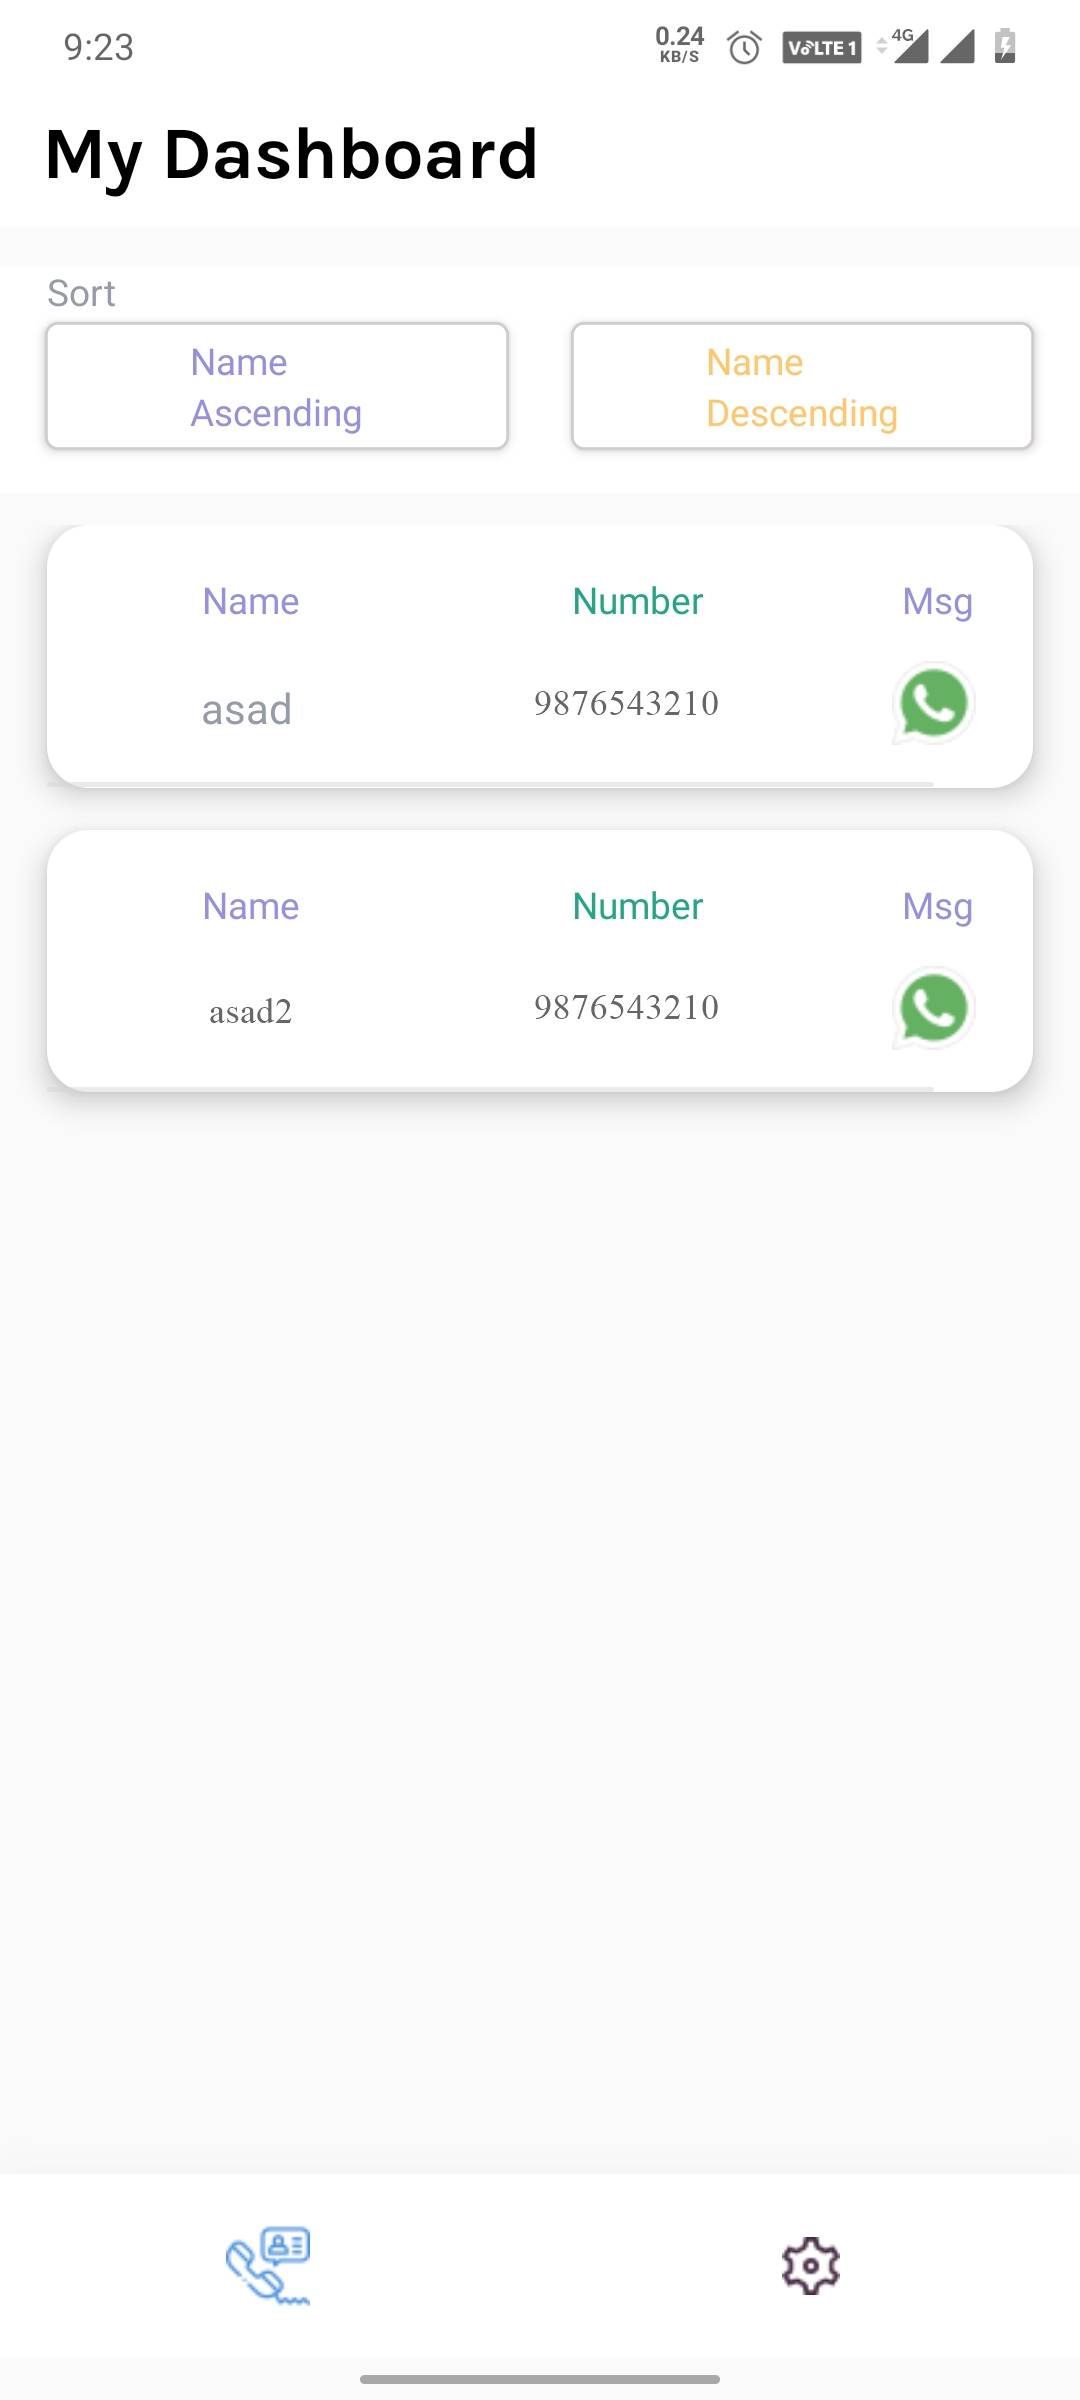 9:23
0.24
KB/S
VoLTE 1
4G
My Dashboard
Sort
Name
Ascending
Name
Descending
Name Number Msg
asad 9876543210
Name Number Msg
asad2 9876543210